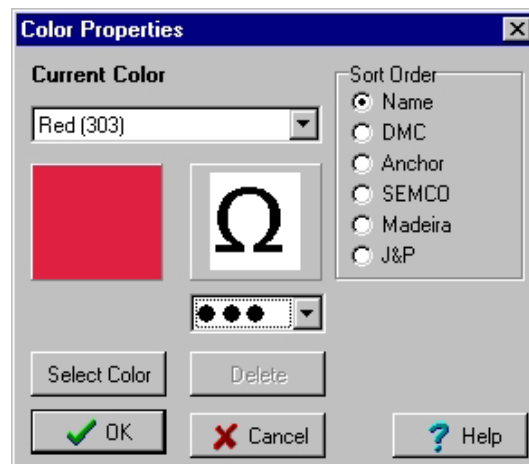 Color Properties
Current Color
Red (303)
Ω
Select Color
Delete
OK
Cancel
Sort Order
Name
DMC
Anchor
SEMCO
Madeira
J&P
Help